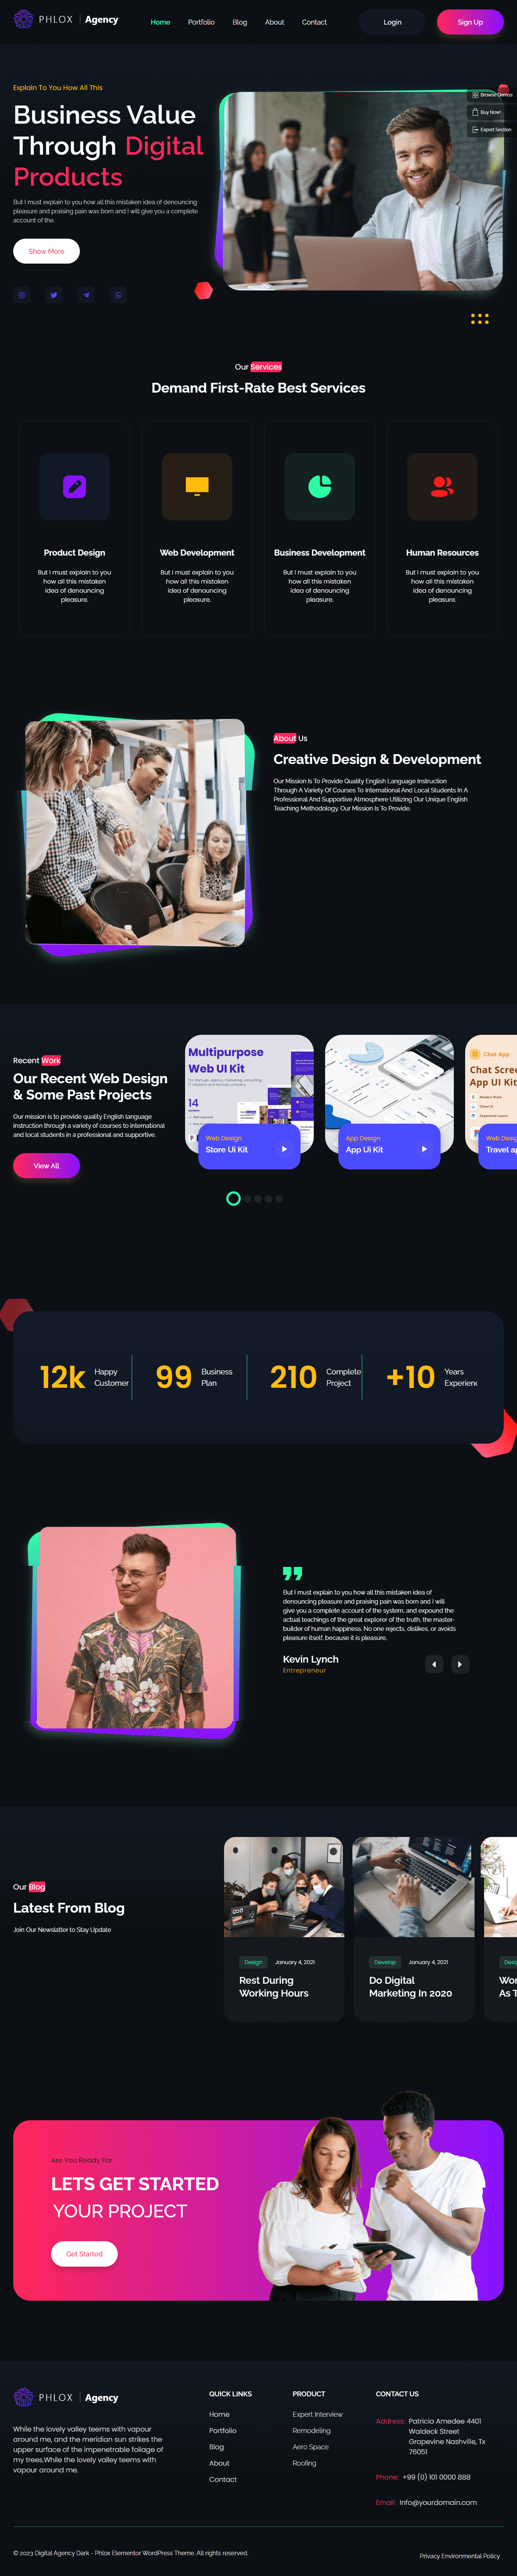 PHLOX | Agency
Home Portfolio Blog About Contact Login Sign Up
Explain To You How All This
Business Value
Through Digital
Products
But I must explain to you how all this mistaken idea of denouncing
pleasure and praising pain was born and I will give you a complete
account of the.
Show More
Browse Demos
Buy Now!
Export Section
Our Services
Demand First-Rate Best Services
Product Design
But I must explain to you
how all this mistaken
idea of denouncing
pleasure.
Web Development
But I must explain to you
how all this mistaken
idea of denouncing
pleasure.
Business Development
But I must explain to you
how all this mistaken
idea of denouncing
pleasure.
Human Resources
But I must explain to you
how all this mistaken
idea of denouncing
pleasure.
About Us
Creative Design & Development
Our Mission Is To Provide Quality English Language Instruction
Through A Variety Of Courses To International And Local Students In A
Professional And Supportive Atmosphere Utilizing Our Unique English
Teaching Methodology. Our Mission Is To Provide.
Recent Work
Our Recent Web Design
& Some Past Projects
Our mission is to provide quality English language
instruction through a variety of courses to international
and local students in a professional and supportive.
View All
Multipurpose
Web UI Kit
For startups, agency, marketing, consulting,
14
Web Design
Store Ui Kit
App Design
App Ui Kit
Chat App
Chat Scree
App UI Kit
Modern Style
Clean UI
Organized Layers
Web Desig
Travel a
12k
Happy
Customer
99
Business
Plan
210
Complete
Project
+10
Years
Experienc
But I must explain to you how all this mistaken idea of
denouncing pleasure and praising pain was born and I will
give you a complete account of the system, and expound the
actual teachings of the great explorer of the truth, the master-
builder of human happiness. No one rejects, dislikes, or avoids
pleasure itself, because it is pleasure.
Kevin Lynch
Entrepreneur
Our Blog
Latest From Blog
Join Our Newsletter to Stay Update
Design January 4, 2021
Rest During
Working Hours
Develop January 4, 2021
Do Digital
Marketing In 2020
Desig
Wor
As T
Are You Ready For
LETS GET STARTED
YOUR PROJECT
Get Started
PHLOX | Agency
While the lovely valley teems with vapour
around me, and the meridian sun strikes the
upper surface of the impenetrable foliage of
my trees.While the lovely valley teems with
vapour around me.
QUICK LINKS
Home
Portfolio
Blog
About
Contact
PRODUCT
Expert Interview
Remodeling
Aero Space
Roofing
CONTACT US
Address: Patricia Amedee 4401
Waldeck Street
Grapevine Nashville, Tx
76051
Phone: +99 (0) 101 0000 888
Email: Info@yourdomain.com
© 2023 Digital Agency Dark - Phlox Elementor WordPress Theme. All rights reserved.
Privacy Environmental Policy